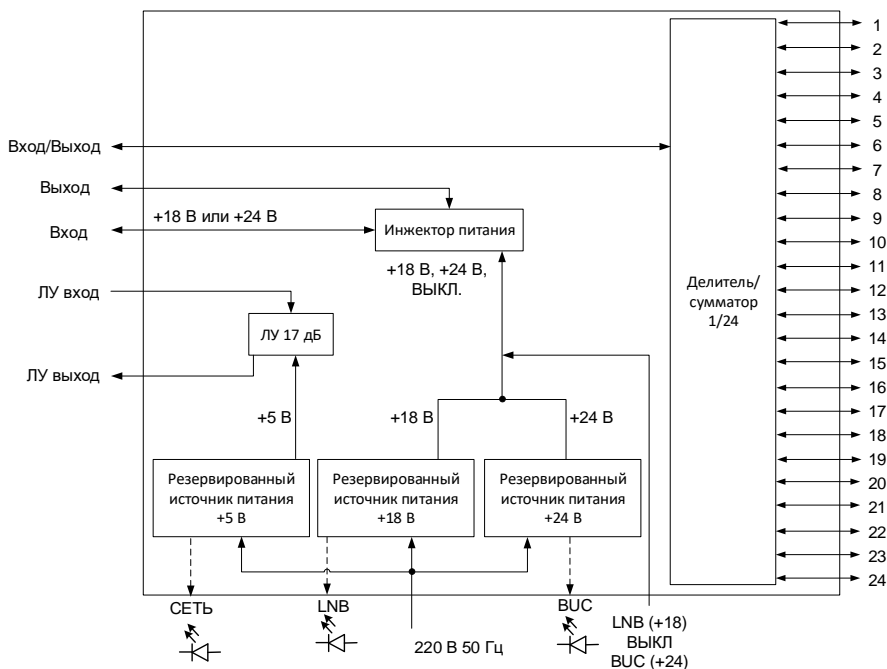 Вход/Выход
Выход
Вход
+18 В или +24 В
Инжектор питания
+18 В, +24 В,
ВЫКЛ.
ЛУ вход
ЛУ 17 дБ
ЛУ выход
+5 В
+18 В
+24 В
Резервированный
источник питания
+5 В
Резервированный
источник питания
+18 В
Резервированный
источник питания
+24 В
СЕТЬ
LNB
BUC
220 В 50 Гц
LNB (+18)
ВЫКЛ
BUC (+24)
Делитель/
сумматор
1/24
1
2
3
4
5
6
7
8
9
10
11
12
13
14
15
16
17
18
19
20
21
22
23
24